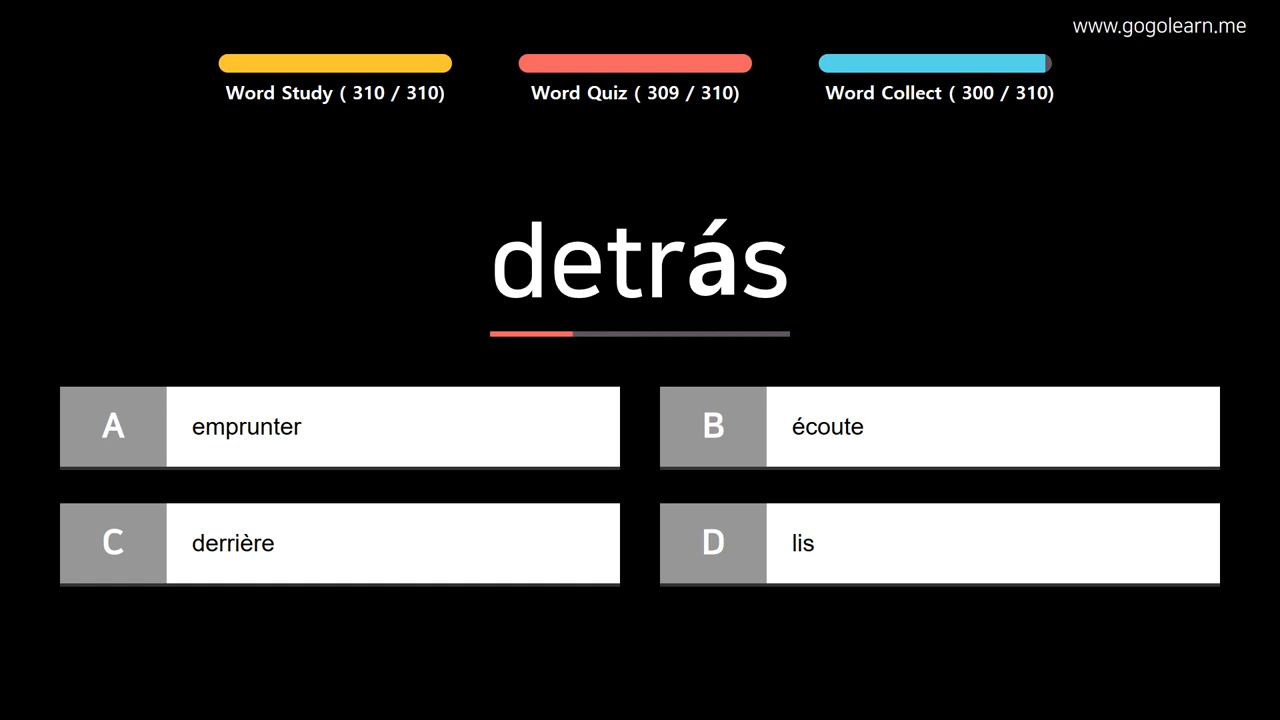 www.gogolearn.me
Word Study ( 310 / 310)
Word Quiz ( 309 / 310)
Word Collect ( 300 / 310)
detrás
A emprunter
B écoute
C derrière
D lis